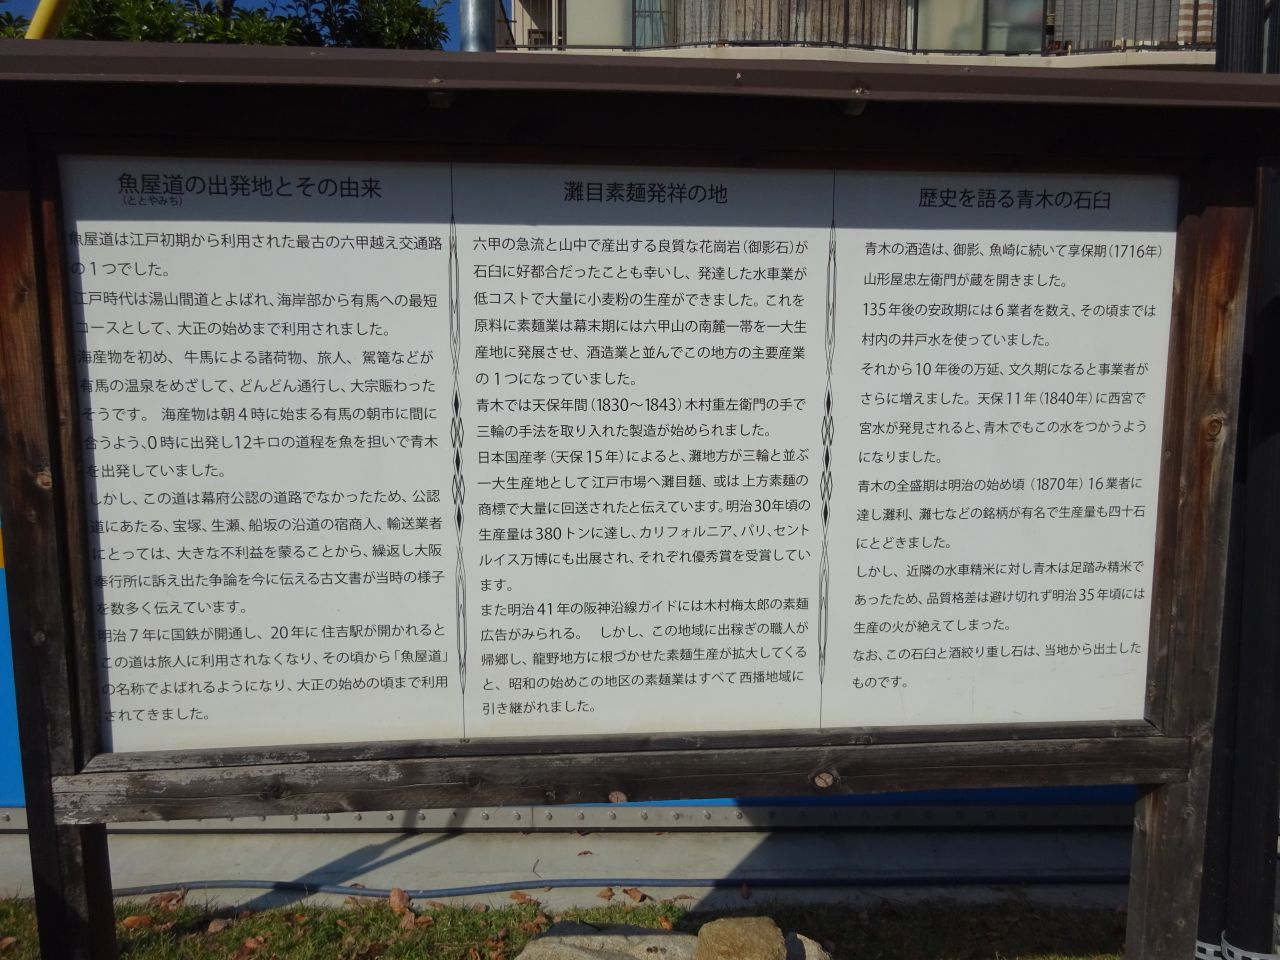 魚屋道の出発地とその由来
（ととやみち）
魚屋道は江戸初期から利用された最古の六甲越え交通路
の１つでした。
江戸時代は湯山間道とよばれ、海岸部から有馬への最短
コースとして、大正の始めまで利用されました。
海産物を初め、牛馬による諸荷物、旅人、駕篭などが
有馬の温泉をめざして、どんどん通行し、大宗賑わった
そうです。 海産物は朝４時に始まる有馬の朝市に間に
合うよう、0時に出発し12キロの道程を魚を担いで青木
を出発していました。
しかし、この道は幕府公認の道路でなかったため、公認
道にあたる、宝塚、生瀬、船坂の沿道の宿商人、輸送業者
にとっては、大きな不利益を蒙ることから、繰返し大阪
奉行所に訴え出た争論を今に伝える古文書が当時の様子
を数多く伝えています。
明治７年に国鉄が開通し、20年に住吉駅が開かれると
この道は旅人に利用されなくなり、その頃から「魚屋道」
の名称でよばれるようになり、大正の始めの頃まで利用
されてきました。
灘目素麺発祥の地
六甲の急流と山中で産出する良質な花崗岩（御影石）が
石臼に好都合だったことも幸いし、発達した水車業が
低コストで大量に小麦粉の生産ができました。これを
原料に素麺業は幕末期には六甲山の南麓一帯を一大生
産地に発展させ、酒造業と並んでこの地方の主要産業
の１つになっていました。
青木では天保年間（1830～1843）木村重左衛門の手で
三輪の手法を取り入れた製造が始められました。
日本国産孝（天保15年）によると、灘地方が三輪と並ぶ
一大生産地として江戸市場へ灘目麺、或は上方素麺の
商標で大量に回送されたと伝えています。明治30年頃の
生産量は380トンに達し、カリフォルニア、パリ、セント
ルイス万博にも出展され、それぞれ優秀賞を受賞してい
ます。
また明治41年の阪神沿線ガイドには木村梅太郎の素麺
広告がみられる。 しかし、この地域に出稼ぎの職人が
帰郷し、龍野地方に根づかせた素麺生産が拡大してくる
と、昭和の始めこの地区の素麺業はすべて西播地域に
引き継がれました。
歴史を語る青木の石臼
青木の酒造は、御影、魚崎に続いて享保期（1716年）
山形屋忠左衛門が蔵を開きました。
135年後の安政期には６業者を数え、その頃までは
村内の井戸水を使っていました。
それから10年後の万延、文久期になると事業者が
さらに増えました。天保11年（1840年）に西宮で
宮水が発見されると、青木でもこの水をつかうよう
になりました。
青木の全盛期は明治の始め頃（1870年）16業者に
達し灘利、灘七などの銘柄が有名で生産量も四十石
にとどきました。
しかし、近隣の水車精米に対し青木は足踏み精米で
あったため、品質格差は避け切れず明治35年頃には
生産の火が絶えてしまった。
なお、この石臼と酒絞り重し石は、当地から出土した
ものです。